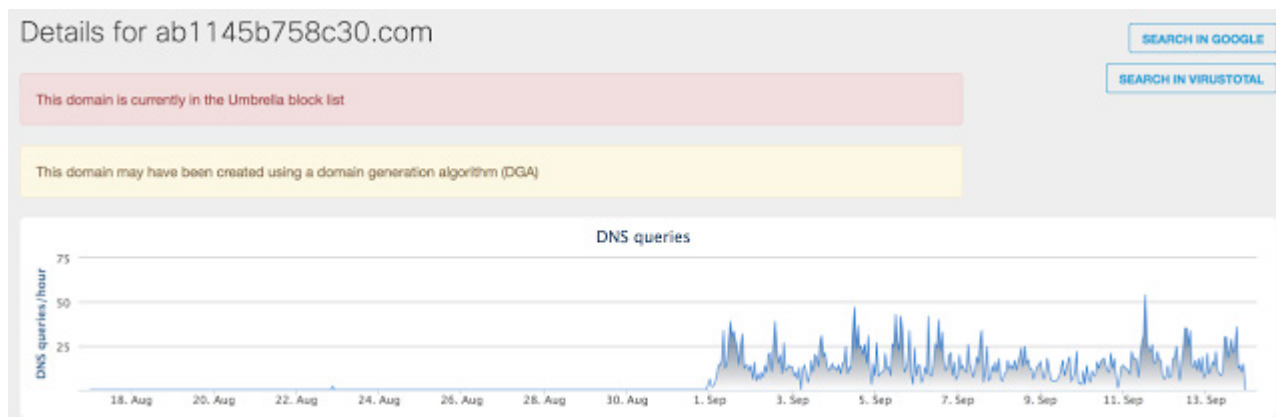 Details for ab1145b758c30.com
SEARCH IN GOOGLE
SEARCH IN VIRUSTOTAL
This domain is currently in the Umbrella block list
This domain may have been created using a domain generation algorithm (DGA)
DNS queries
DNS queries/hour
75
50
25
18. Aug 20. Aug 22. Aug 24. Aug 26. Aug 28. Aug 30. Aug 1. Sep 3. Sep 5. Sep 7. Sep 9. Sep 11. Sep 13. Sep